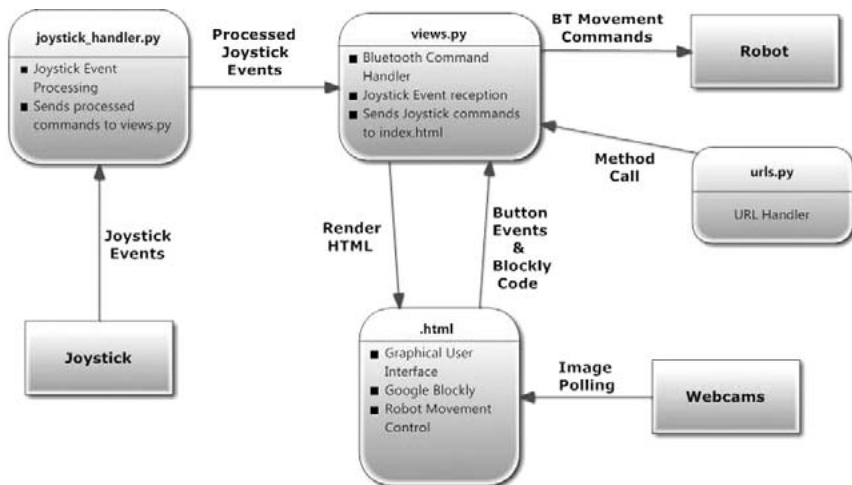 joystick_handler.py
Joystick Event
Processing
Sends processed
commands to views.py
Processed
Joystick
Events
views.py
Bluetooth Command
Handler
Joystick Event reception
Sends Joystick commands
to index.html
BT Movement
Commands
Robot
Method
Call
urls.py
URL Handler
Joystick
Events
Render
HTML
Button
Events
&
Blockly
Code
Joystick
.html
Graphical User
Interface
Google Blockly
Robot Movement
Control
Image
Polling
Webcams